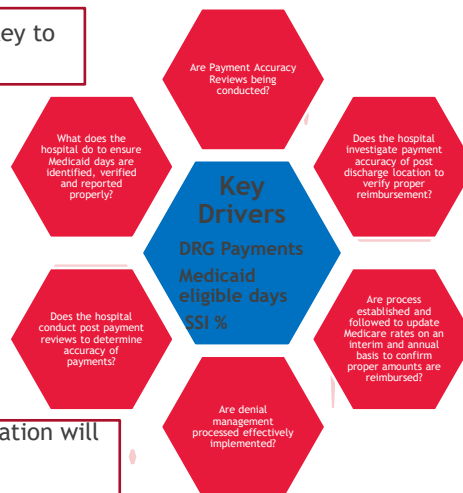 ey to
Are Payment Accuracy
Reviews being
conducted?
What does the
hospital do to ensure
Medicaid days are
identified, verified
and reported
properly?
Does the hospital
investigate payment
accuracy of post
discharge location to
verify proper
reimbursement?
Key
Drivers
DRG Payments
Medicaid
eligible days
SSI %
Does the hospital
conduct post payment
reviews to determine
accuracy of
payments?
Are process
established and
followed to update
Medicare rates on an
interim and annual
basis to confirm
proper amounts are
reimbursed?
Are denial
management
processed effectively
implemented?
ation will